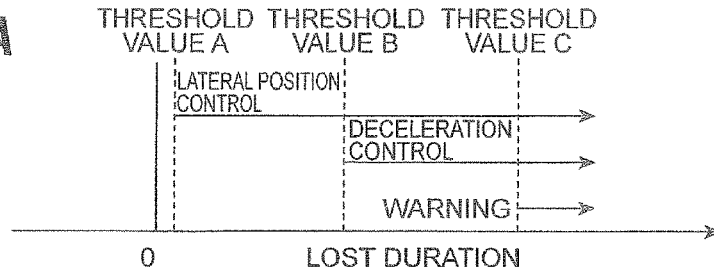 A
THRESHOLD THRESHOLD THRESHOLD
VALUE A VALUE B VALUE C
LATERAL POSITION
CONTROL
DECELERATION
CONTROL
WARNING
0 LOST DURATION